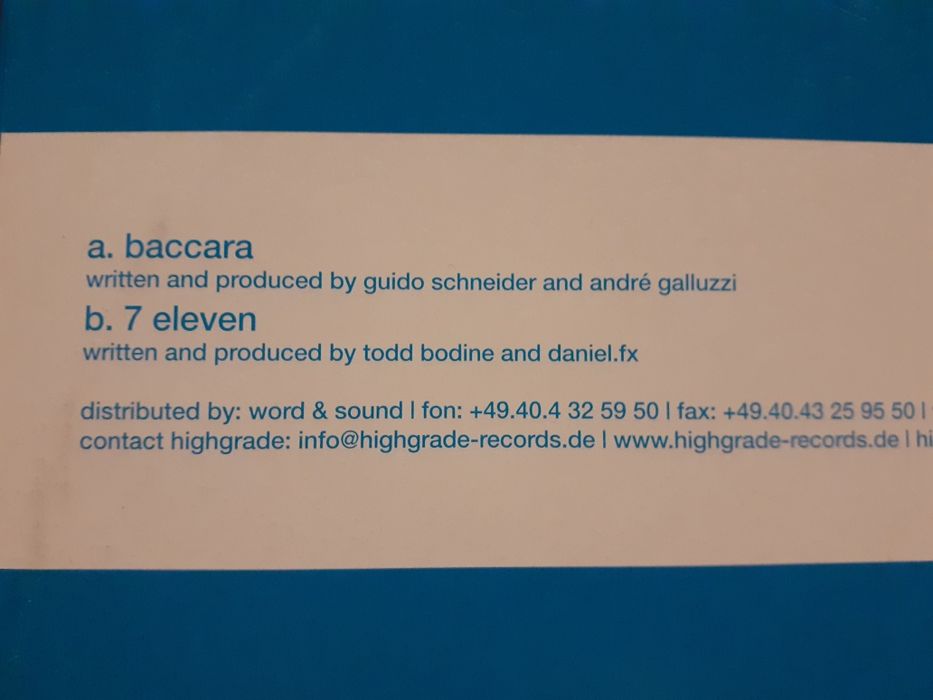 a. baccara
written and produced by guido schneider and andré galluzzi
b. 7 eleven
written and produced by todd bodine and daniel.fx
distributed by: word & sound | fon: +49.40.4 32 59 50 | fax: +49.40.43 25 95 50 |
contact highgrade: info@highgrade-records.de | www.highgrade-records.de |